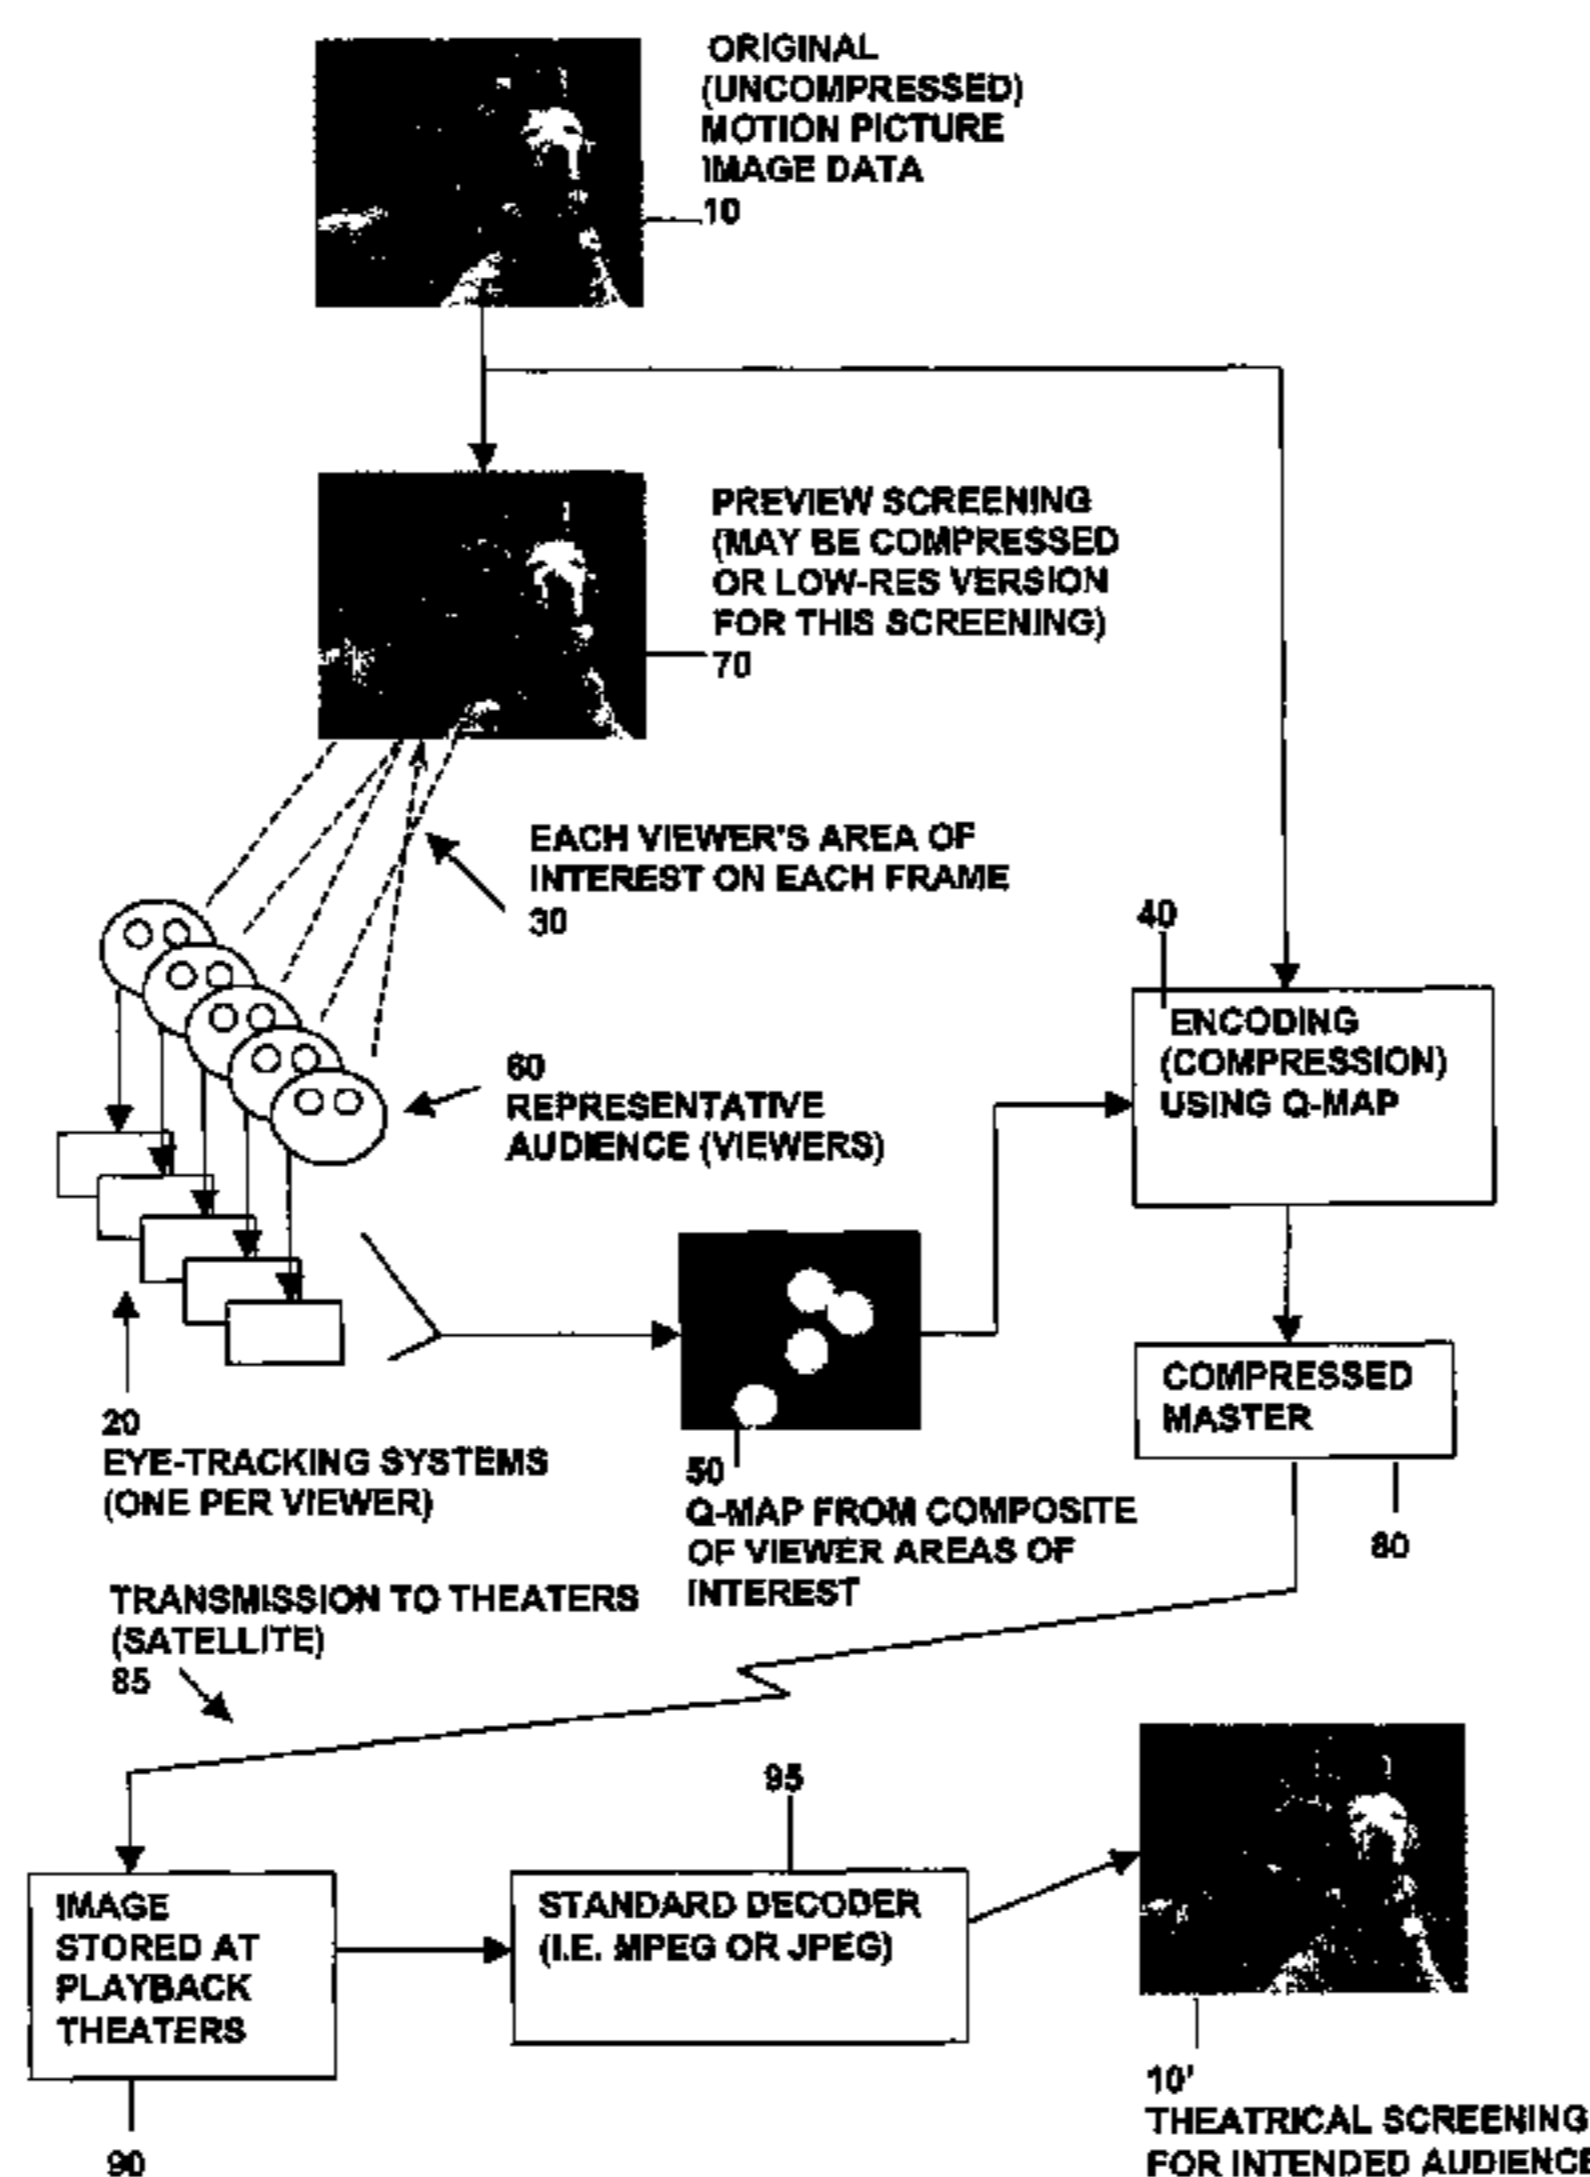 ORIGINAL
(UNCOMPRESSED)
MOTION PICTURE
IMAGE DATA
10
PREVIEW SCREENING
(MAY BE COMPRESSED
OR LOW-RES VERSION
FOR THIS SCREENING)
70
EACH VIEWER'S AREA OF
INTEREST ON EACH FRAME
30
40
ENCODING
(COMPRESSION)
USING Q-MAP
60
REPRESENTATIVE
AUDIENCE (VIEWERS)
COMPRESSED
MASTER
80
20
EYE-TRACKING SYSTEMS
(ONE PER VIEWER)
50
Q-MAP FROM COMPOSITE
OF VIEWER AREAS OF
INTEREST
TRANSMISSION TO THEATERS
(SATELLITE)
85
95
IMAGE
STORED AT
PLAYBACK
THEATERS
90
STANDARD DECODER
(I.E. MPEG OR JPEG)
10'
THEATRICAL SCREENING
FOR INTENDED AUDIENCE